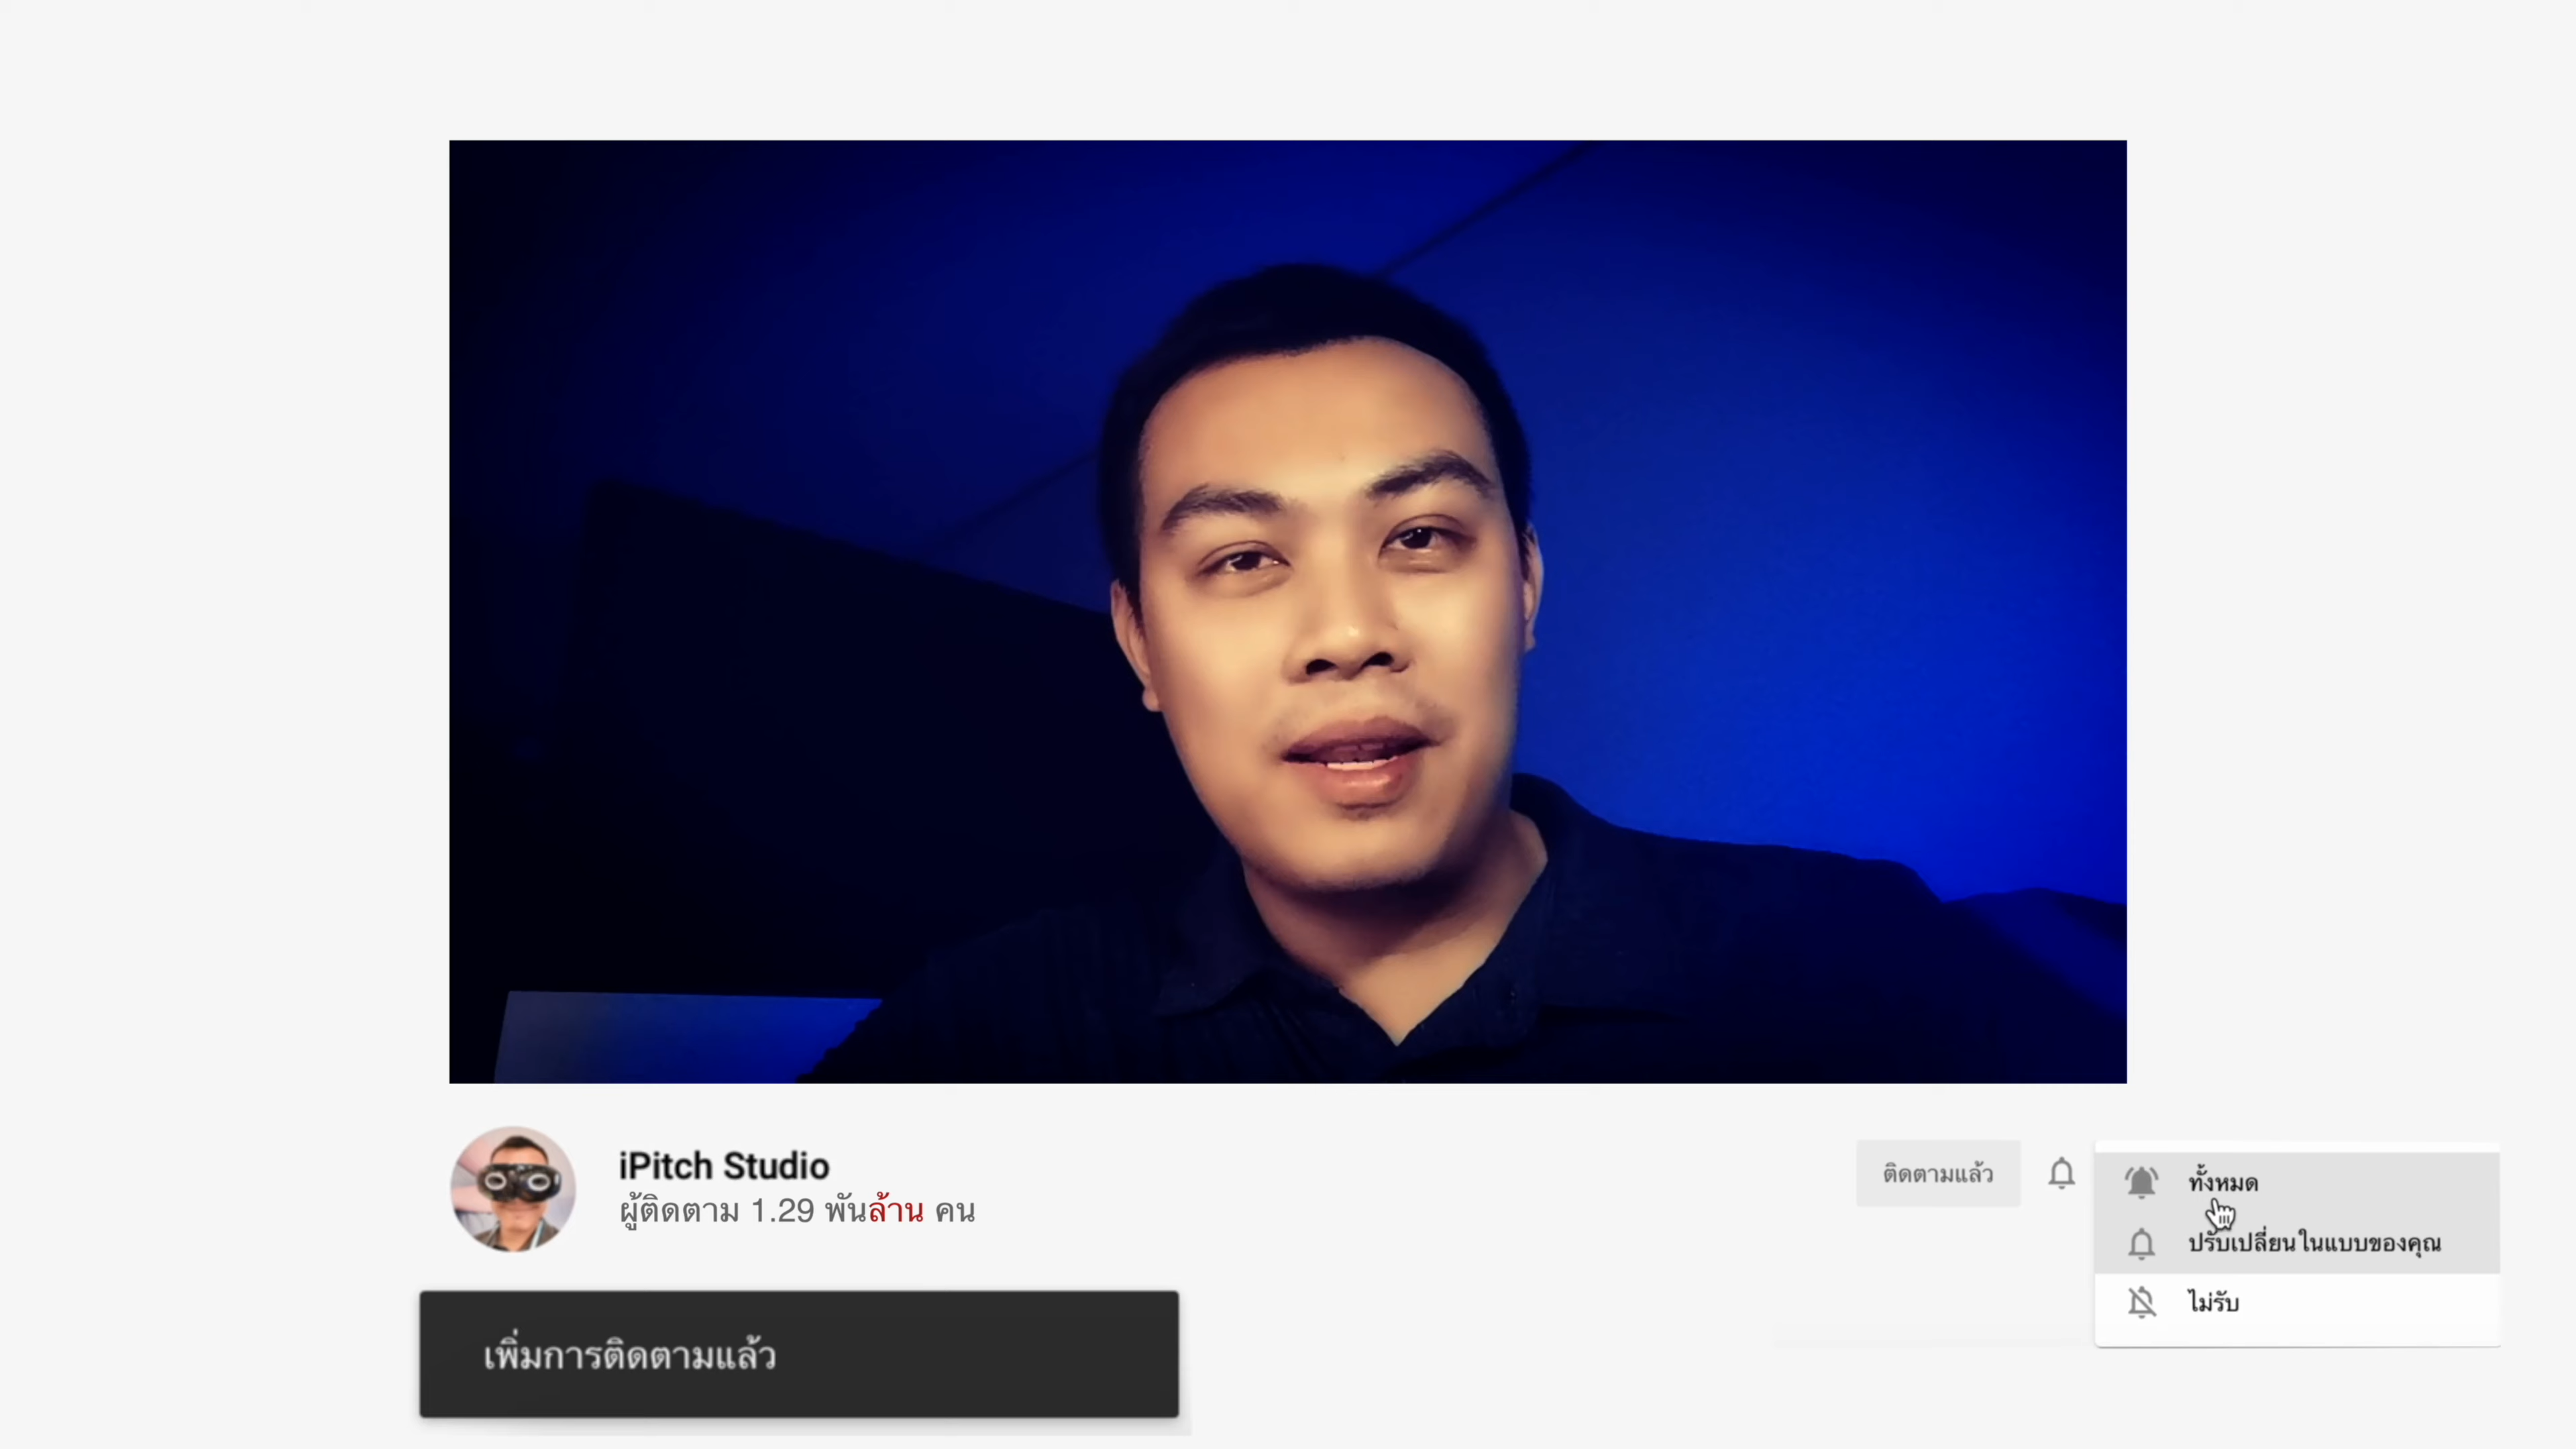 iPitch Studio
ผู้ติดตาม 1.29 พันล้าน คน
ติดตามแล้ว
ทั้งหมด
ปรับเปลี่ยนในแบบของคุณ
ไม่รับ
เพิ่มการติดตามแล้ว